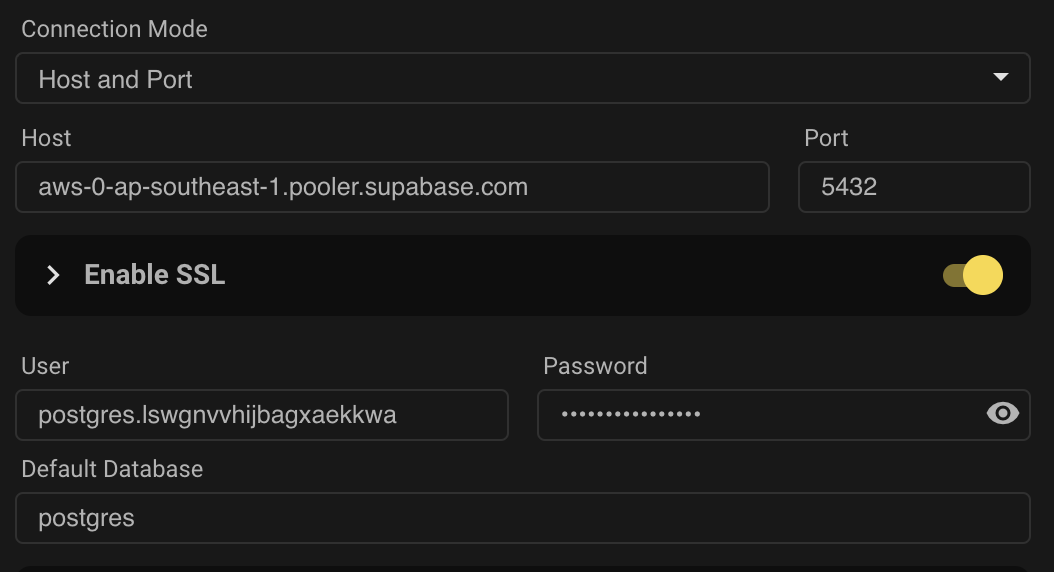 Connection Mode
Host and Port
Host Port
aws-0-ap-southeast-1.pooler.supabase.com 5432
Enable SSL
User Password
postgres.lswgnvvhijbagxaekkwa ••••••••••••••••
Default Database
postgres